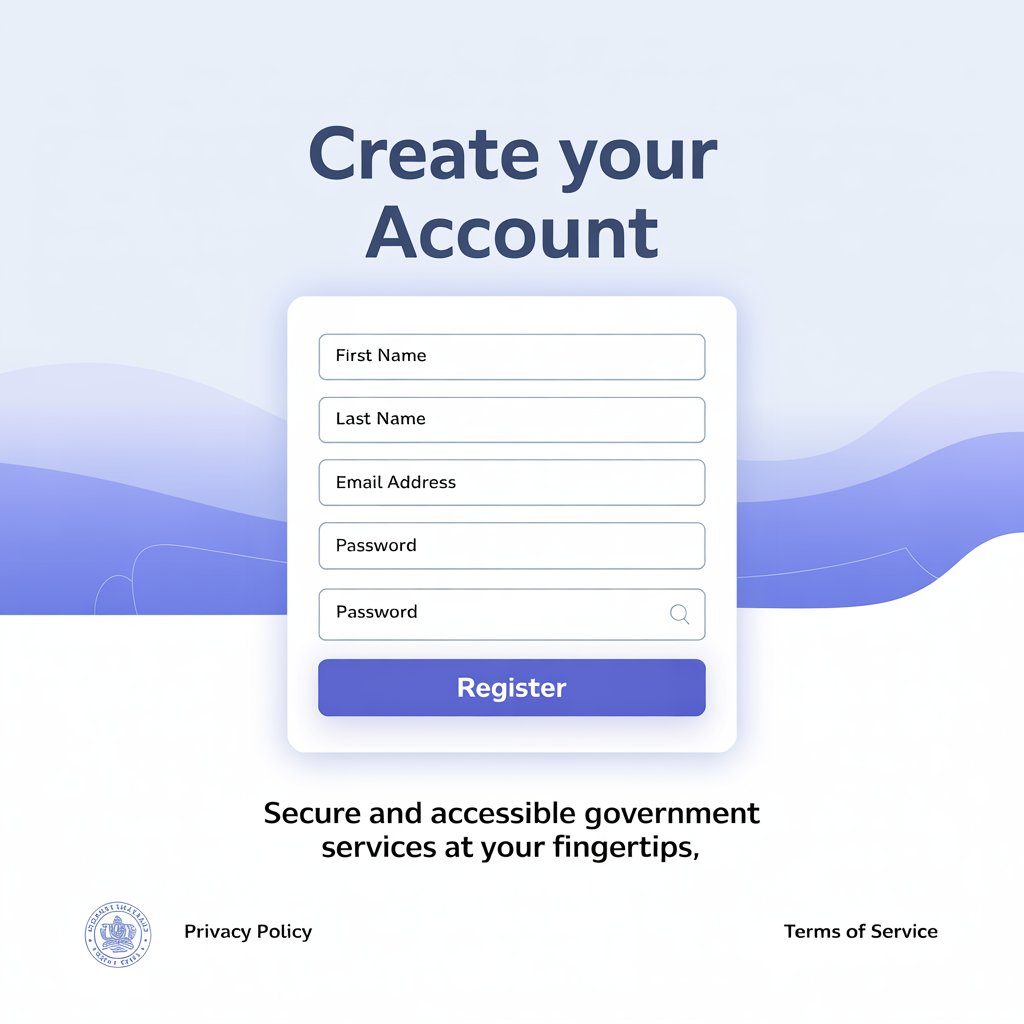 Create your
Account
First Name
Last Name
Email Address
Password
Password
Register
Secure and accessible government
services at your fingertips,
Privacy Policy
Terms of Service